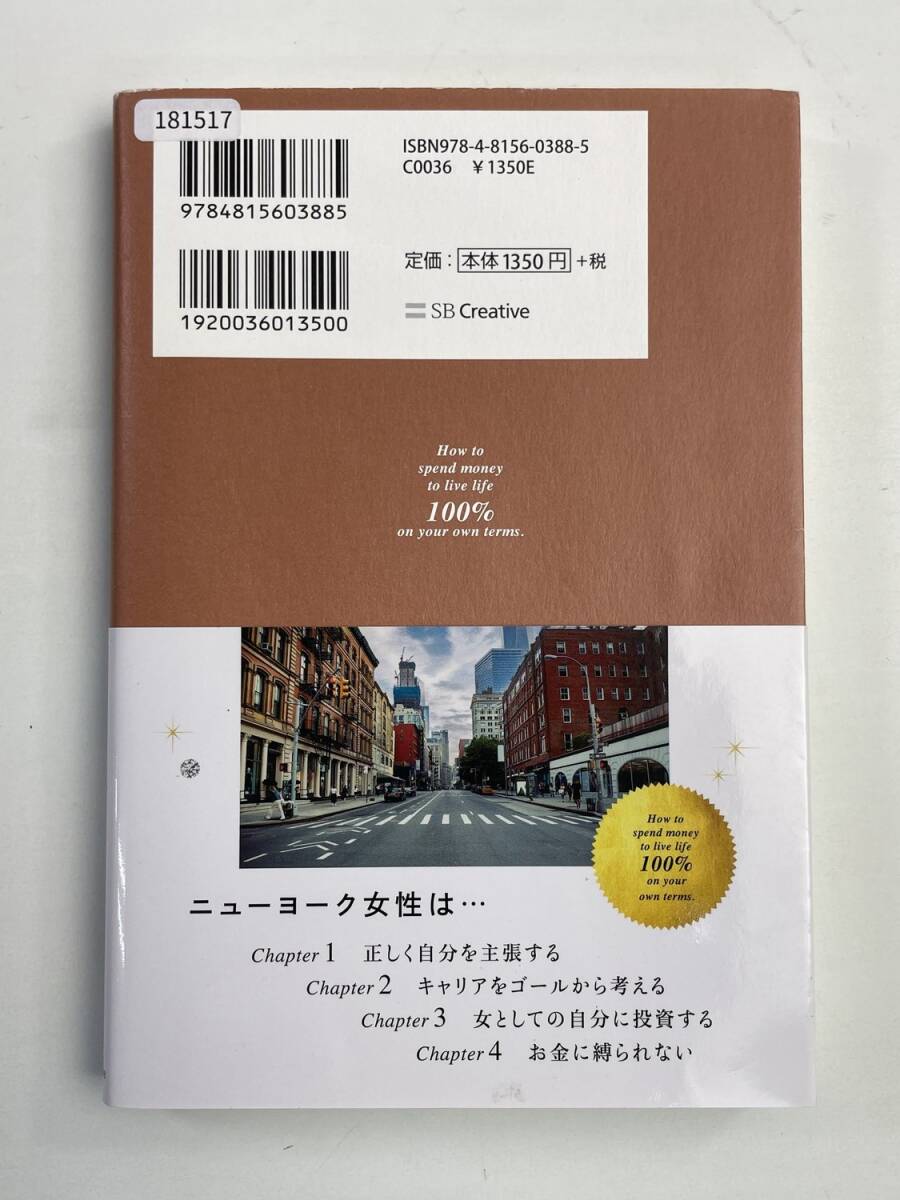 181517
ISBN978-4-8156-0388-5
C0036 ￥1350E
9784815603885
定価：本体1350円+税
1920036013500
SB Creative
How to
spend money
to live life
100%
on your own terms.
How to
spend money
to live life
100%
on your
own terms.
ニューヨーク女性は…
Chapter 1 正しく自分を主張する
Chapter 2 キャリアをゴールから考える
Chapter 3 女としての自分に投資する
Chapter 4 お金に縛られない